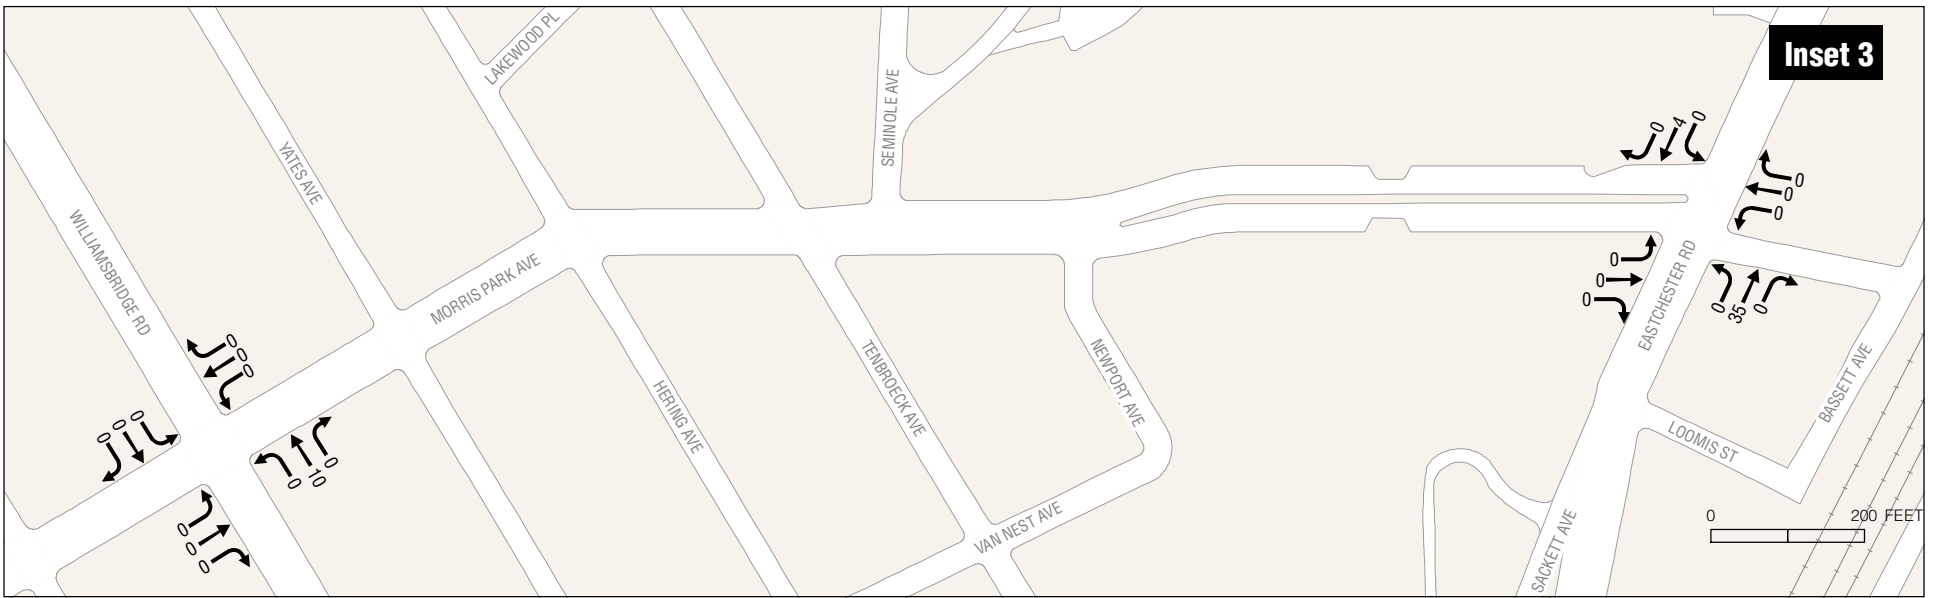 LAKEWOOD PL
Inset 3
SEMINOLE AVE
YATES AVE
0
4
0
0
0
0
WILLIAMSBRIDGE RD
MORRIS PARK AVE
EASTCHESTER RD
0
0
0
0
35
0
0
0
0
TENBROECK AVE
NEWPORT AVE
BASSETT AVE
HERING AVE
0
0
0
LOOMIS ST
0
10
0
0
0
0
VAN NEST AVE
SACKETT AVE
0 200 FEET